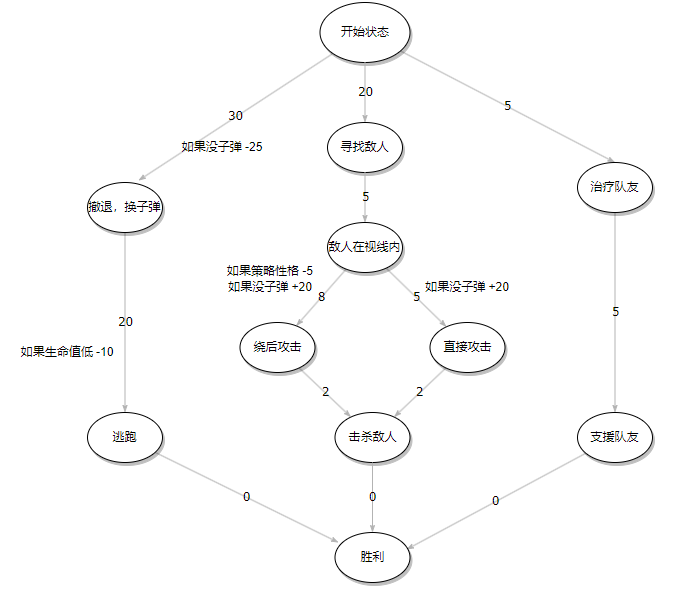 开始状态
30
20
5
如果没子弹 -25
寻找敌人
治疗队友
撤退，换子弹
5
敌人在视线内
如果策略性格 -5
如果没子弹 +20
如果没子弹 +20
8
5
20
5
如果生命值低 -10
绕后攻击
直接攻击
2
2
逃跑
击杀敌人
支援队友
0
0
0
胜利